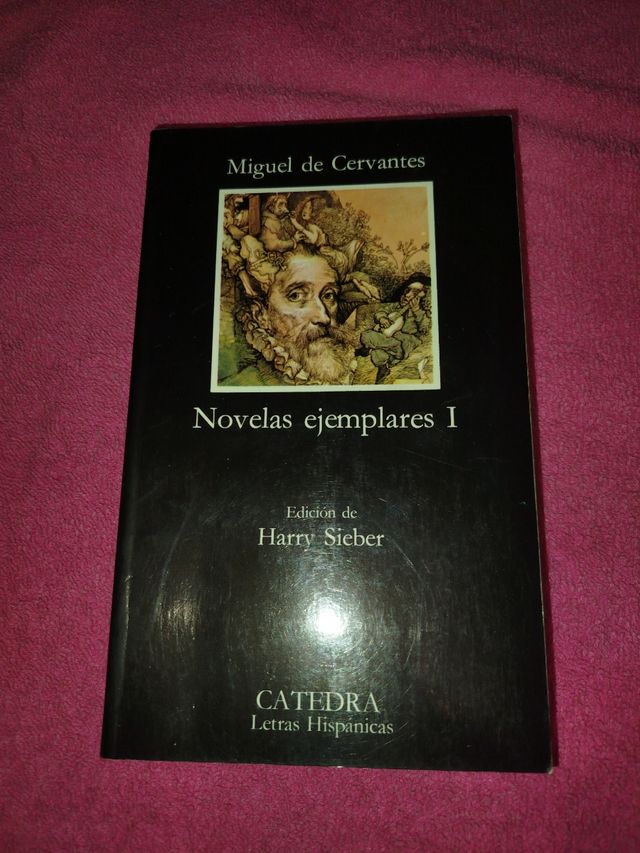 Miguel de Cervantes
Novelas ejemplares I
Edición de
Harry Sieber
CATEDRA
Letras Hispánicas